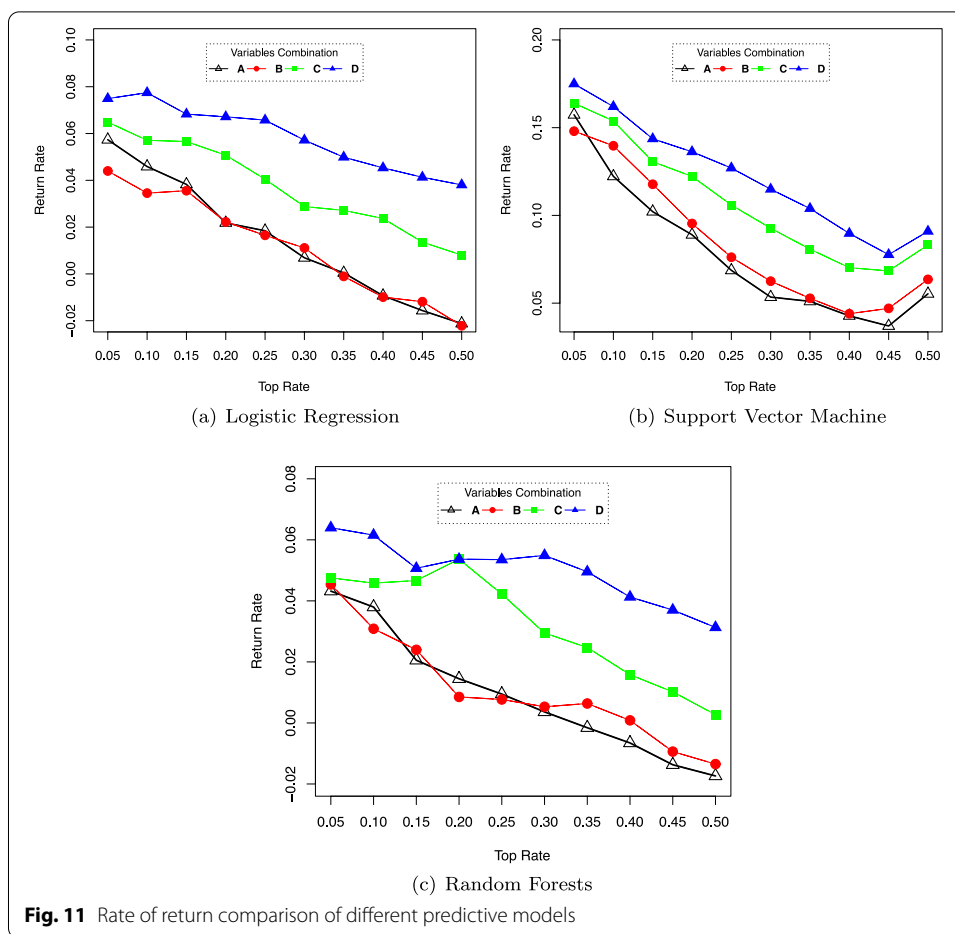 0.10
0.08
0.06
0.04
0.02
0.00
−0.02
Return Rate
Variables Combination
A B C D
0.05 0.10 0.15 0.20 0.25 0.30 0.35 0.40 0.45 0.50
Top Rate
(a) Logistic Regression
0.20
0.15
0.10
0.05
Return Rate
Variables Combination
A B C D
0.05 0.10 0.15 0.20 0.25 0.30 0.35 0.40 0.45 0.50
Top Rate
(b) Support Vector Machine
0.08
0.06
0.04
0.02
0.00
−0.02
Return Rate
Variables Combination
A B C D
0.05 0.10 0.15 0.20 0.25 0.30 0.35 0.40 0.45 0.50
Top Rate
(c) Random Forests
Fig. 11 Rate of return comparison of different predictive models